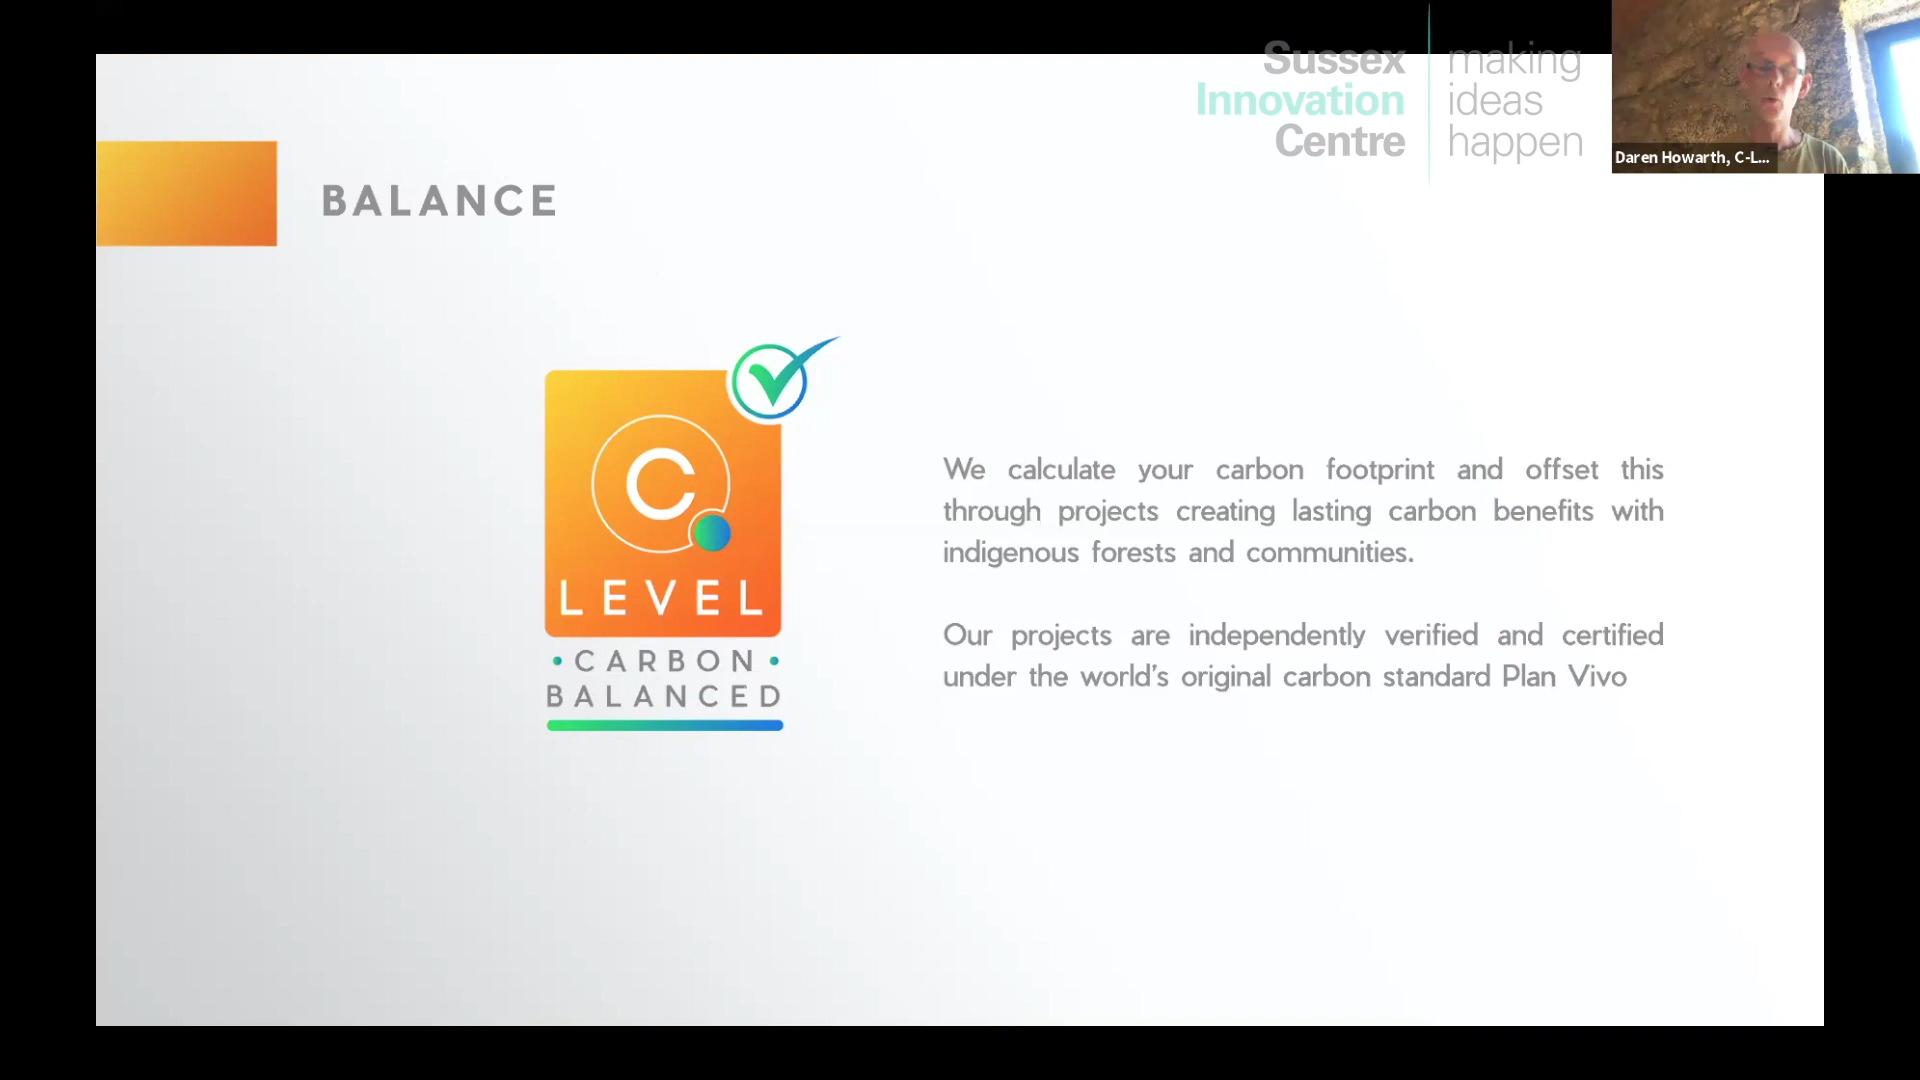 Sussex
Innovation
Centre
making
ideas
happen
Daren Howarth, C-L...
BALANCE
C
LEVEL
• CARBON •
BALANCED
We calculate your carbon footprint and offset this
through projects creating lasting carbon benefits with
indigenous forests and communities.
Our projects are independently verified and certified
under the world's original carbon standard Plan Vivo